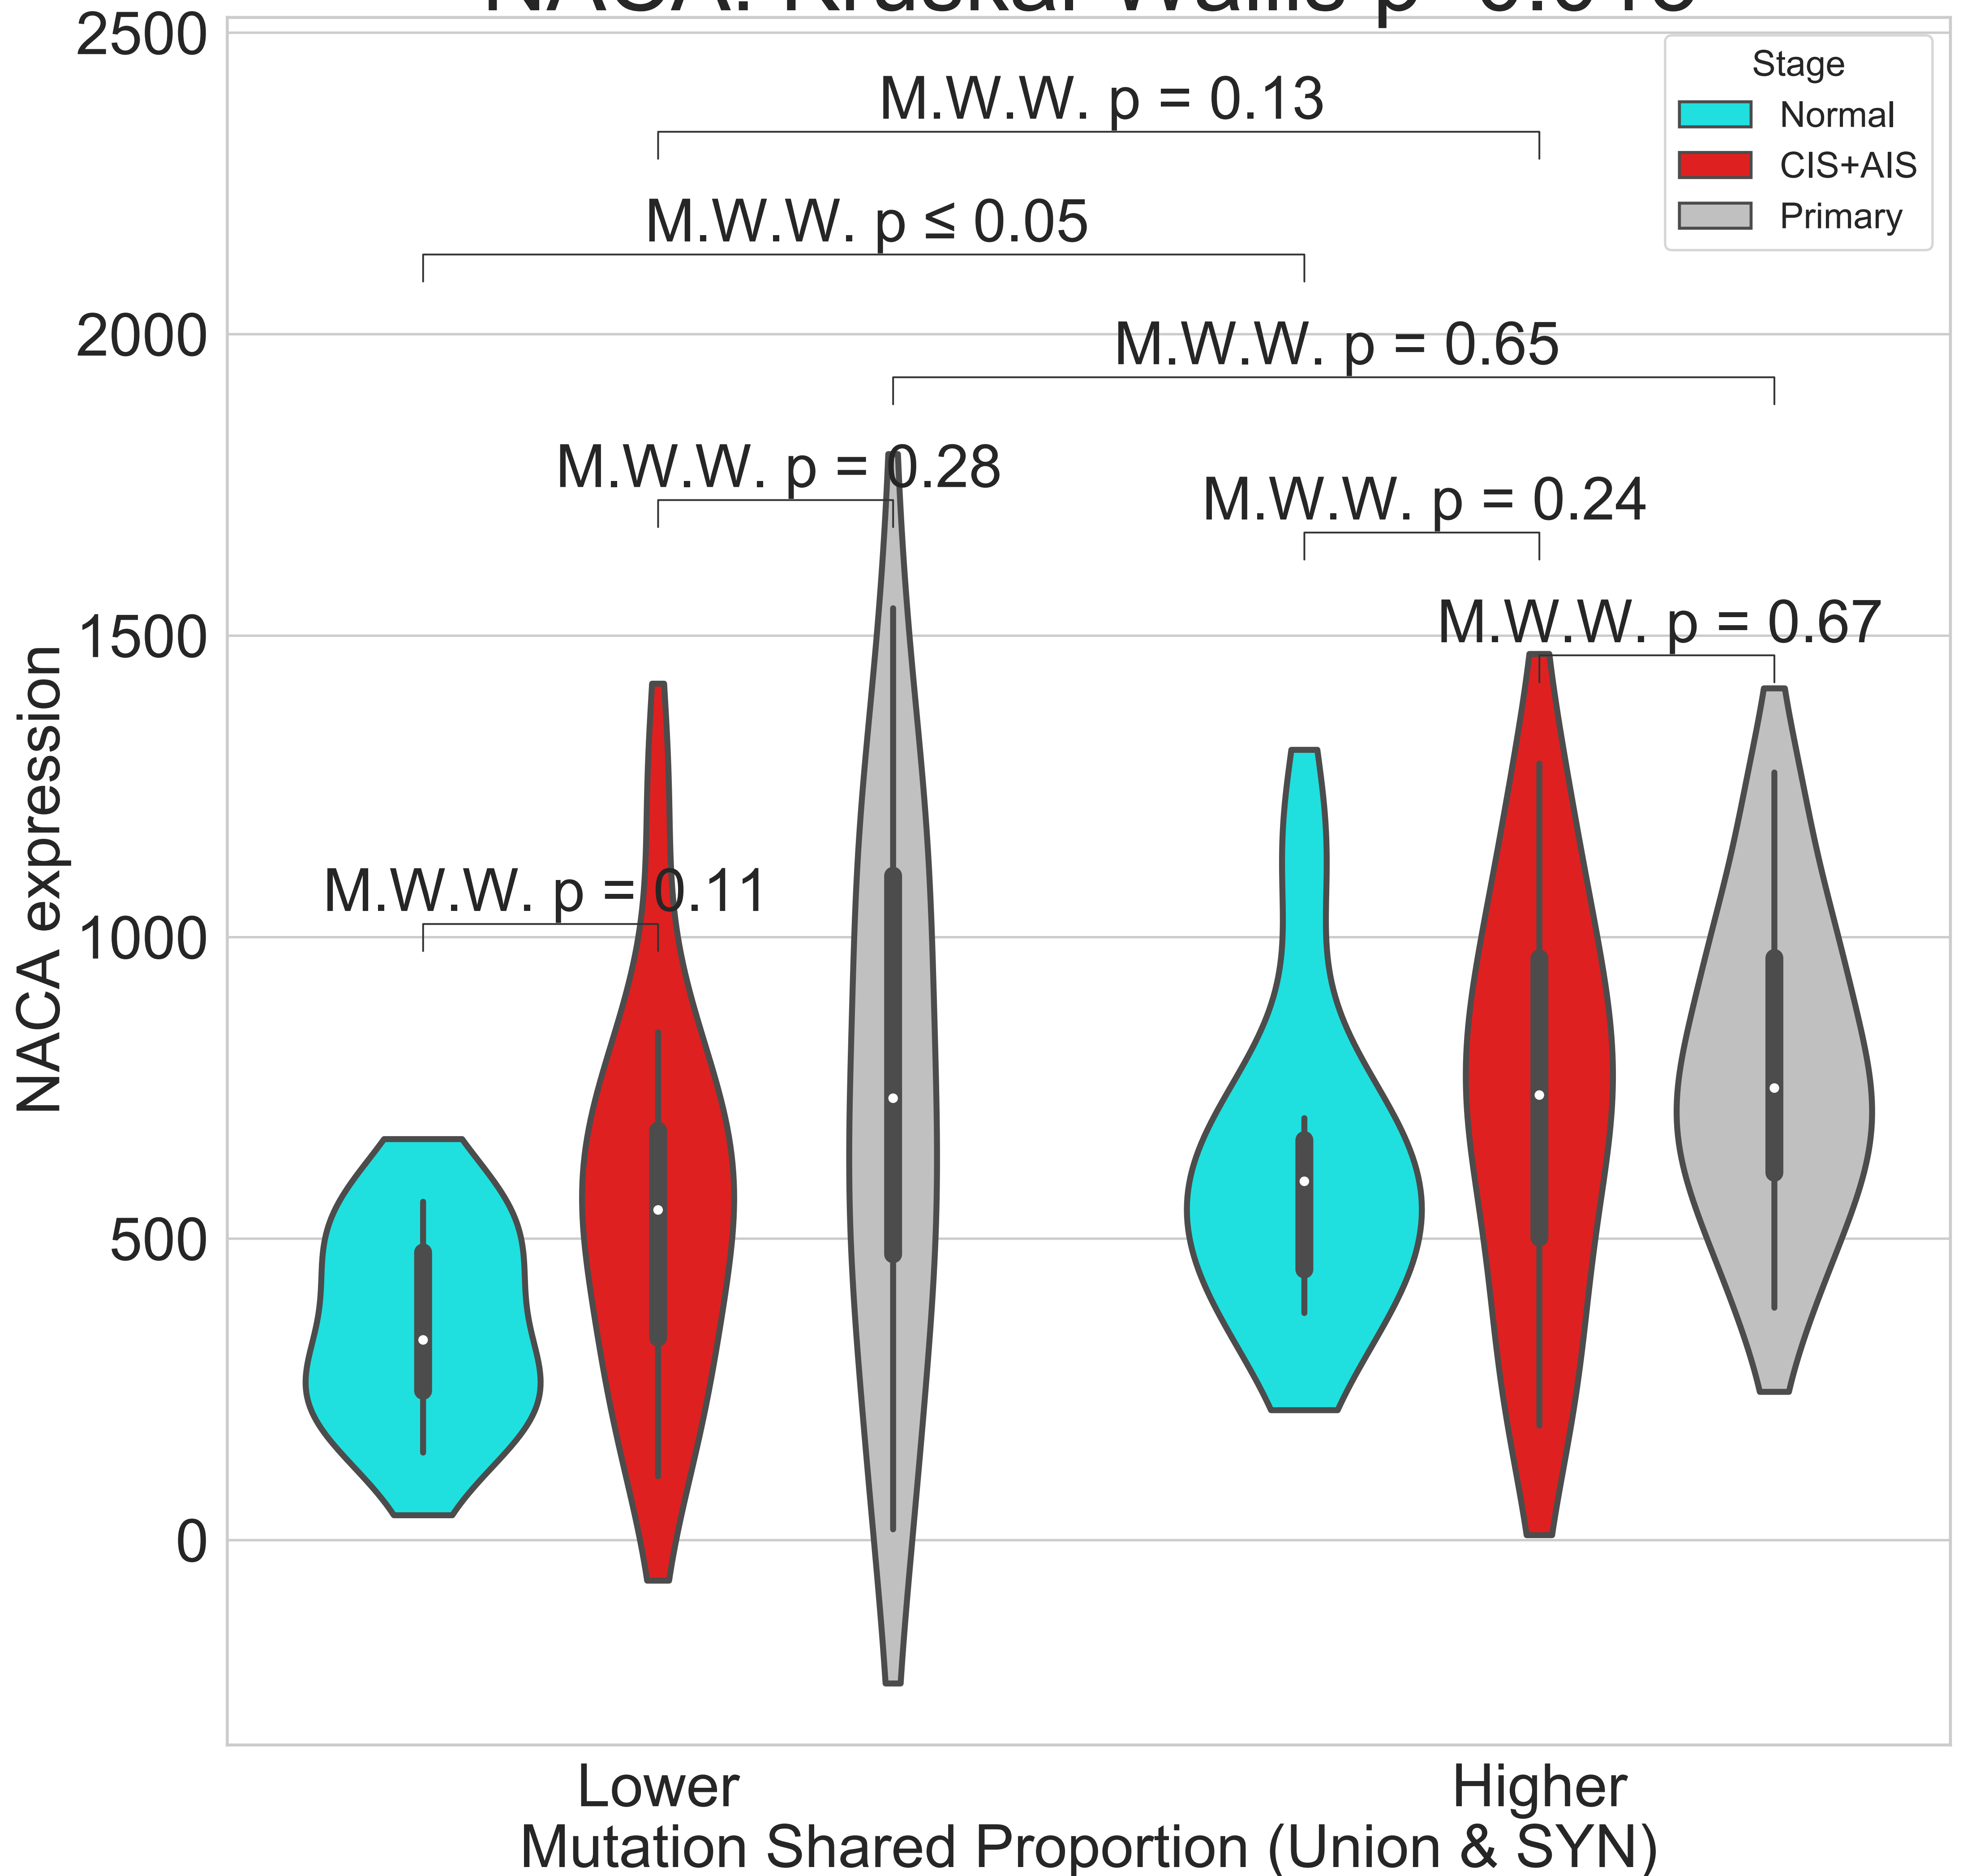 2500
M.W.W. p = 0.13
Stage
Normal
CIS+AIS
Primary
M.W.W. p ≤ 0.05
2000
M.W.W. p = 0.65
M.W.W. p = 0.28
M.W.W. p = 0.24
1500
M.W.W. p = 0.67
NACA expression
M.W.W. p = 0.11
1000
500
0
Lower
Higher
Mutation Shared Proportion (Union & SYN)